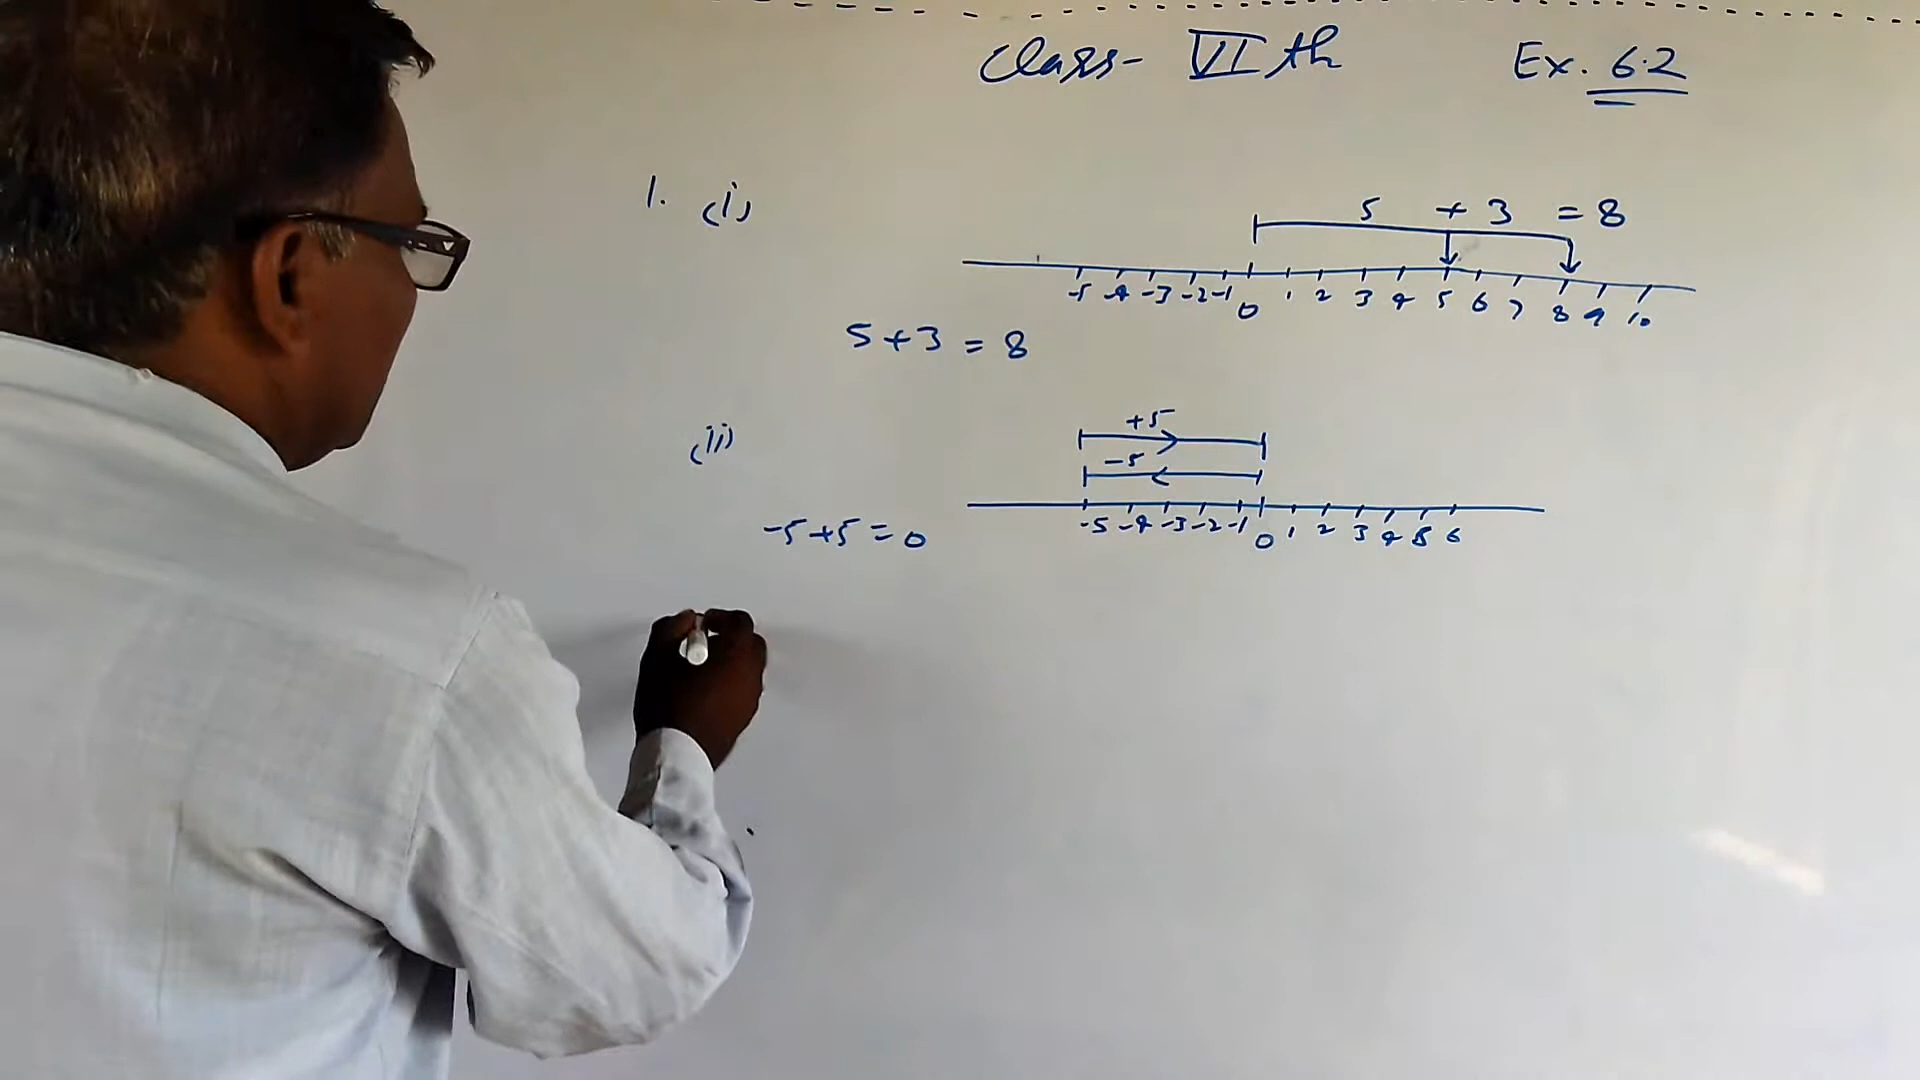 Class- VIth Ex. 6.2
1. (i)
5 + 3 = 8
-5 -4 -3 -2 -1 0 1 2 3 4 5 6 7 8 9 10
5+3 = 8
(ii)
+5
-5
-5 -4 -3 -2 -1 0 1 2 3 4 5 6
-5+5=0